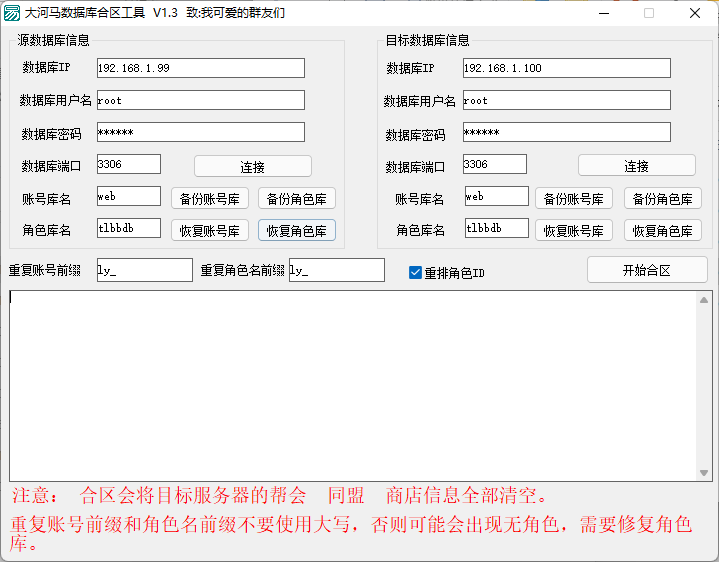 大河马数据库合区工具 V1.3 致:我可爱的群友们
源数据库信息
数据库IP 192.168.1.99
数据库用户名 root
数据库密码 ******
数据库端口 3306 连接
账号库名 web 备份账号库 备份角色库
角色库名 tlbbdb 恢复账号库 恢复角色库
目标数据库信息
数据库IP 192.168.1.100
数据库用户名 root
数据库密码 ******
数据库端口 3306 连接
账号库名 web 备份账号库 备份角色库
角色库名 tlbbdb 恢复账号库 恢复角色库
重复账号前缀 ly_ 重复角色名前缀 ly_ 重排角色ID 开始合区
注意： 合区会将目标服务器的帮会 同盟 商店信息全部清空。
重复账号前缀和角色名前缀不要使用大写，否则可能会出现无角色，需要修复角色
库。